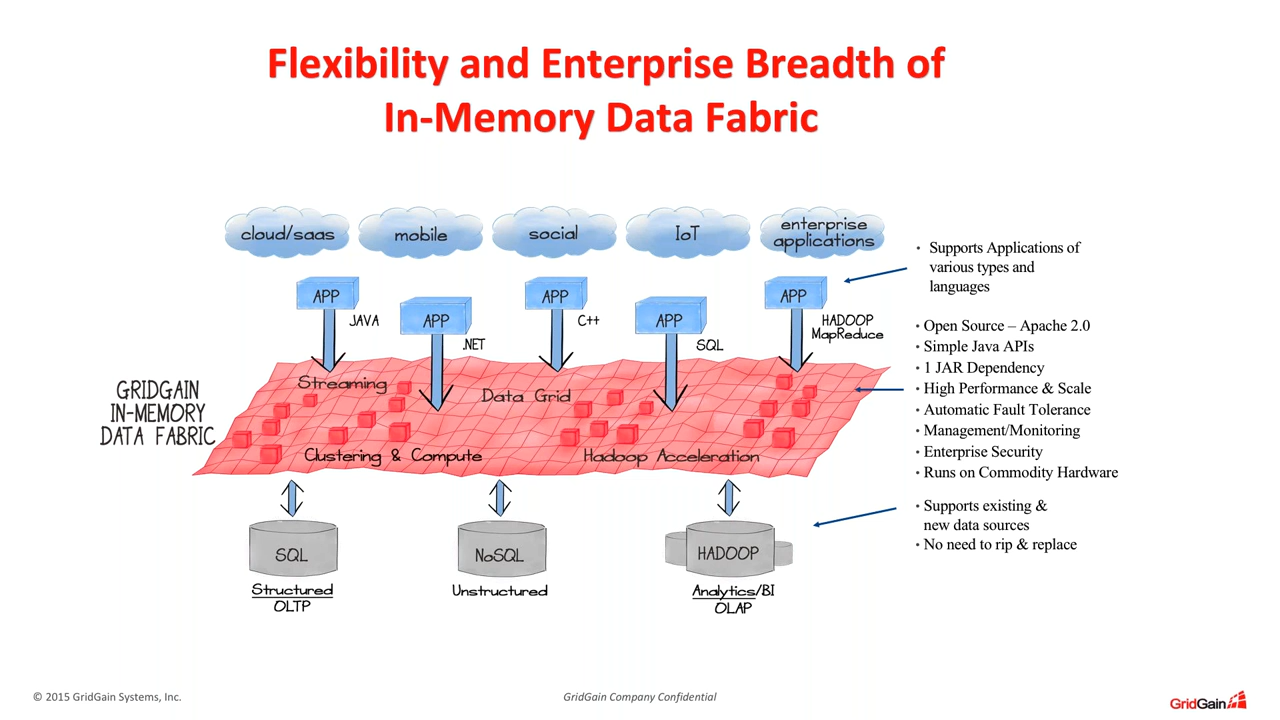 Flexibility and Enterprise Breadth of
In-Memory Data Fabric
cloud/saas
mobile
social
IoT
enterprise
applications
APP
JAVA
APP
.NET
APP
C++
APP
SQL
APP
HADOOP
MapReduce
GRIDGAIN
IN-MEMORY
DATA FABRIC
Streaming
Data Grid
Clustering & Compute
Hadoop Acceleration
SQL
Structured
OLTP
NoSQL
Unstructured
HADOOP
Analytics/BI
OLAP
• Supports Applications of
various types and
languages
• Open Source – Apache 2.0
• Simple Java APIs
• 1 JAR Dependency
• High Performance & Scale
• Automatic Fault Tolerance
• Management/Monitoring
• Enterprise Security
• Runs on Commodity Hardware
• Supports existing &
new data sources
• No need to rip & replace
© 2015 GridGain Systems, Inc.
GridGain Company Confidential
GridGain